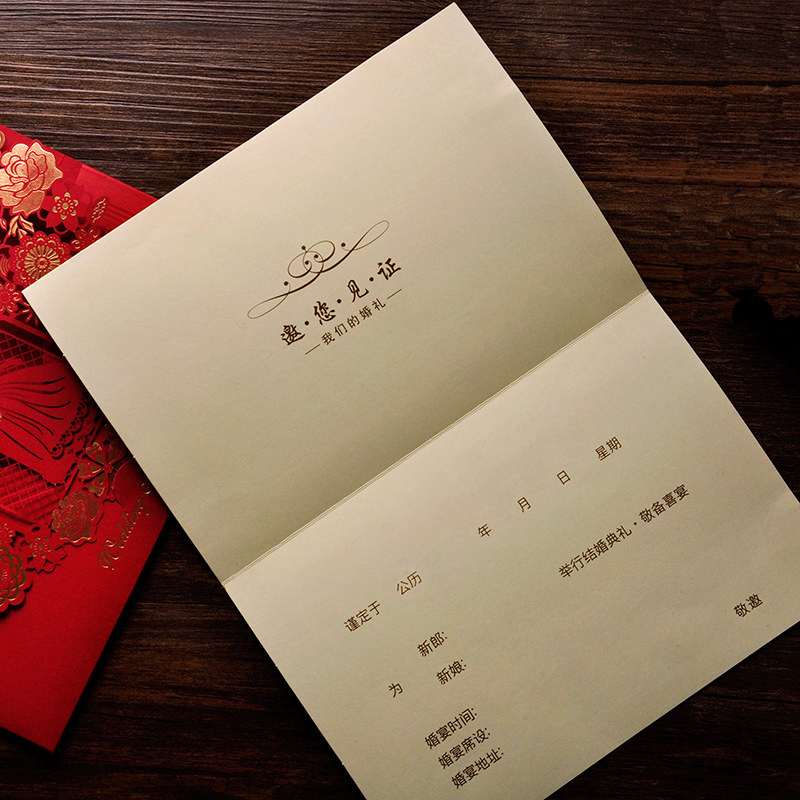 邀·您·见·证
—我们的婚礼—
谨定于 公历 年 月 日 星期
为 新郎:
新娘:
举行结婚典礼·敬备喜宴
敬邀
婚宴时间:
婚宴席设:
婚宴地址:
Wedding